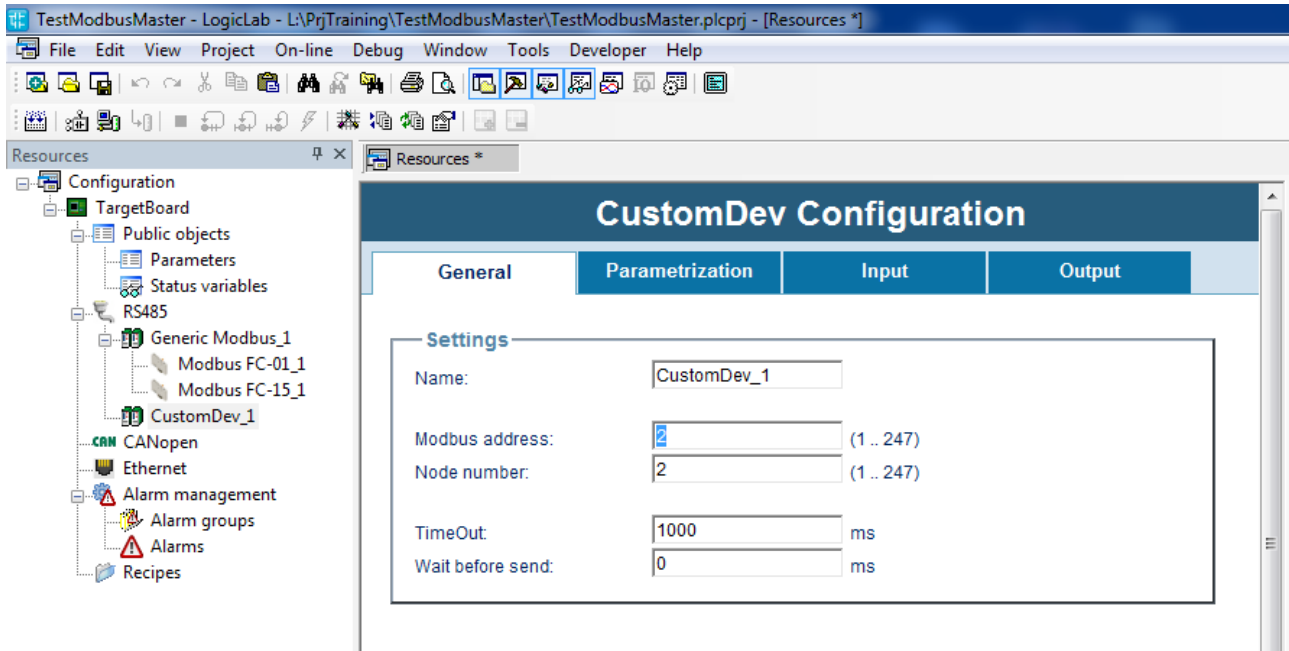 TestModbusMaster - LogicLab - L:\PrjTraining\TestModbusMaster\TestModbusMaster.plcprj - [Resources *]
File Edit View Project On-line Debug Window Tools Developer Help
Resources
Resources *
Configuration
TargetBoard
Public objects
Parameters
Status variables
RS485
Generic Modbus_1
Modbus FC-01_1
Modbus FC-15_1
CustomDev_1
CAN CANopen
Ethernet
Alarm management
Alarm groups
Alarms
Recipes
CustomDev Configuration
General Parametrization Input Output
Settings
Name: CustomDev_1
Modbus address: 2 (1 .. 247)
Node number: 2 (1 .. 247)
TimeOut: 1000 ms
Wait before send: 0 ms